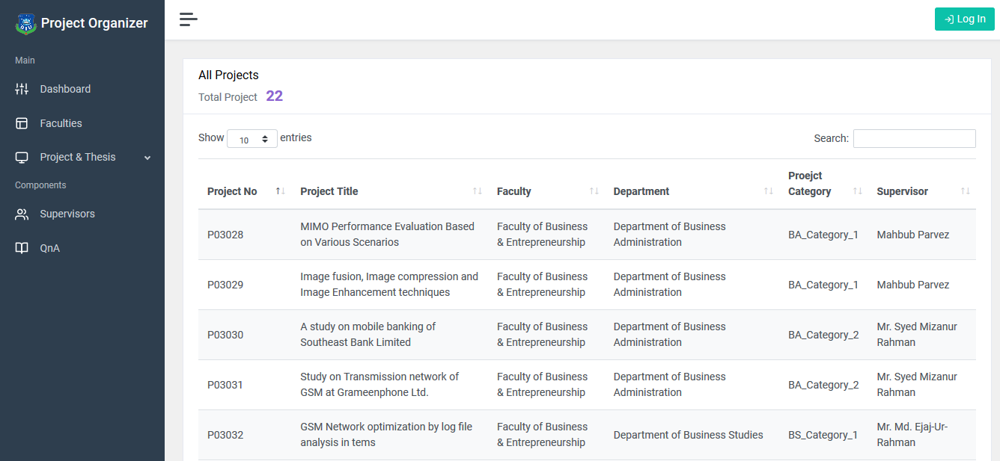 Project Organizer
Log In
Main
Dashboard
Faculties
Project & Thesis
Components
Supervisors
QnA
All Projects
Total Project 22
Show 10 entries
Search:
Project No
Project Title
Faculty
Department
Proejct
Category
Supervisor
P03028
MIMO Performance Evaluation Based
on Various Scenarios
Faculty of Business
& Entrepreneurship
Department of Business
Administration
BA_Category_1
Mahbub Parvez
P03029
Image fusion, Image compression and
Image Enhancement techniques
Faculty of Business
& Entrepreneurship
Department of Business
Administration
BA_Category_1
Mahbub Parvez
P03030
A study on mobile banking of
Southeast Bank Limited
Faculty of Business
& Entrepreneurship
Department of Business
Administration
BA_Category_2
Mr. Syed Mizanur
Rahman
P03031
Study on Transmission network of
GSM at Grameenphone Ltd.
Faculty of Business
& Entrepreneurship
Department of Business
Administration
BA_Category_2
Mr. Syed Mizanur
Rahman
P03032
GSM Network optimization by log file
analysis in tems
Faculty of Business
& Entrepreneurship
Department of Business Studies
BS_Category_1
Mr. Md. Ejaj-Ur-
Rahman